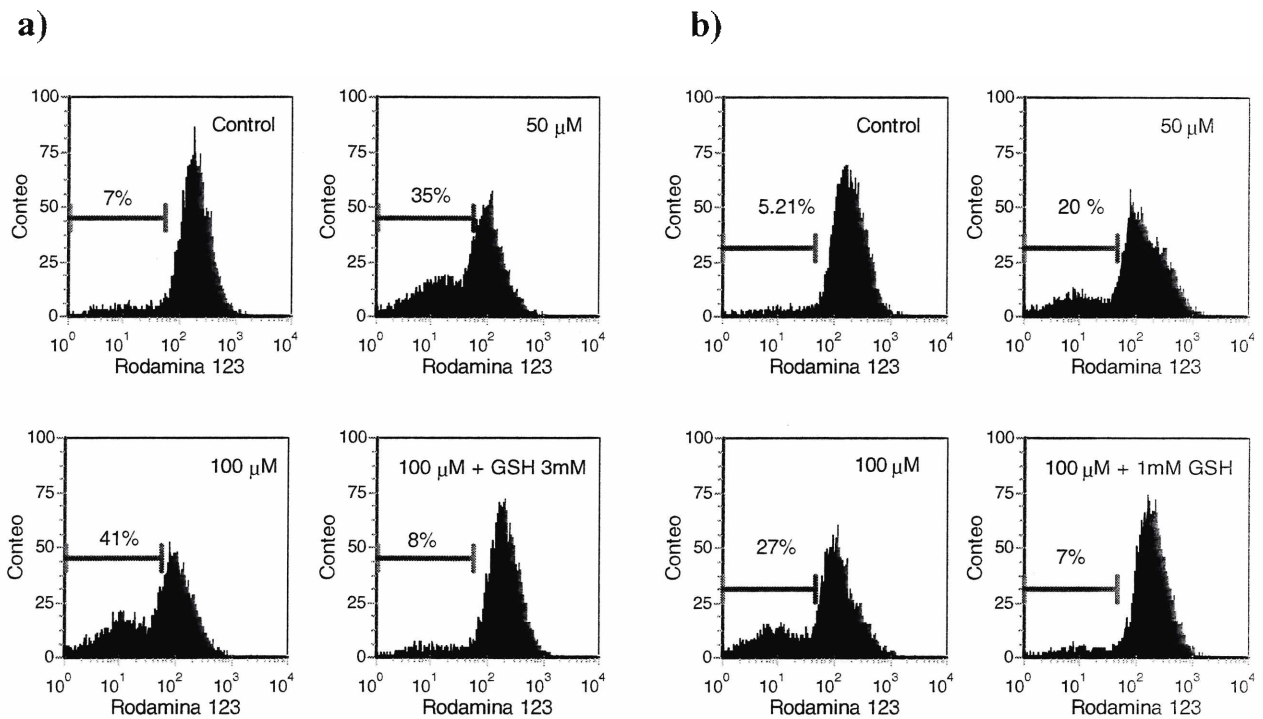 a)
b)
100
75
50
25
0
Conteo
Control
7%
10^0 10^1 10^2 10^3 10^4
Rodamina 123
100
75
50
25
0
Conteo
50 µM
35%
10^0 10^1 10^2 10^3 10^4
Rodamina 123
100
75
50
25
0
Conteo
Control
5.21%
10^0 10^1 10^2 10^3 10^4
Rodamina 123
100
75
50
25
0
Conteo
50 µM
20 %
10^0 10^1 10^2 10^3 10^4
Rodamina 123
100
75
50
25
0
Conteo
100 µM
41%
10^0 10^1 10^2 10^3 10^4
Rodamina 123
100
75
50
25
0
Conteo
100 µM + GSH 3mM
8%
10^0 10^1 10^2 10^3 10^4
Rodamina 123
100
75
50
25
0
Conteo
100 µM
27%
10^0 10^1 10^2 10^3 10^4
Rodamina 123
100
75
50
25
0
Conteo
100 µM + 1mM GSH
7%
10^0 10^1 10^2 10^3 10^4
Rodamina 123